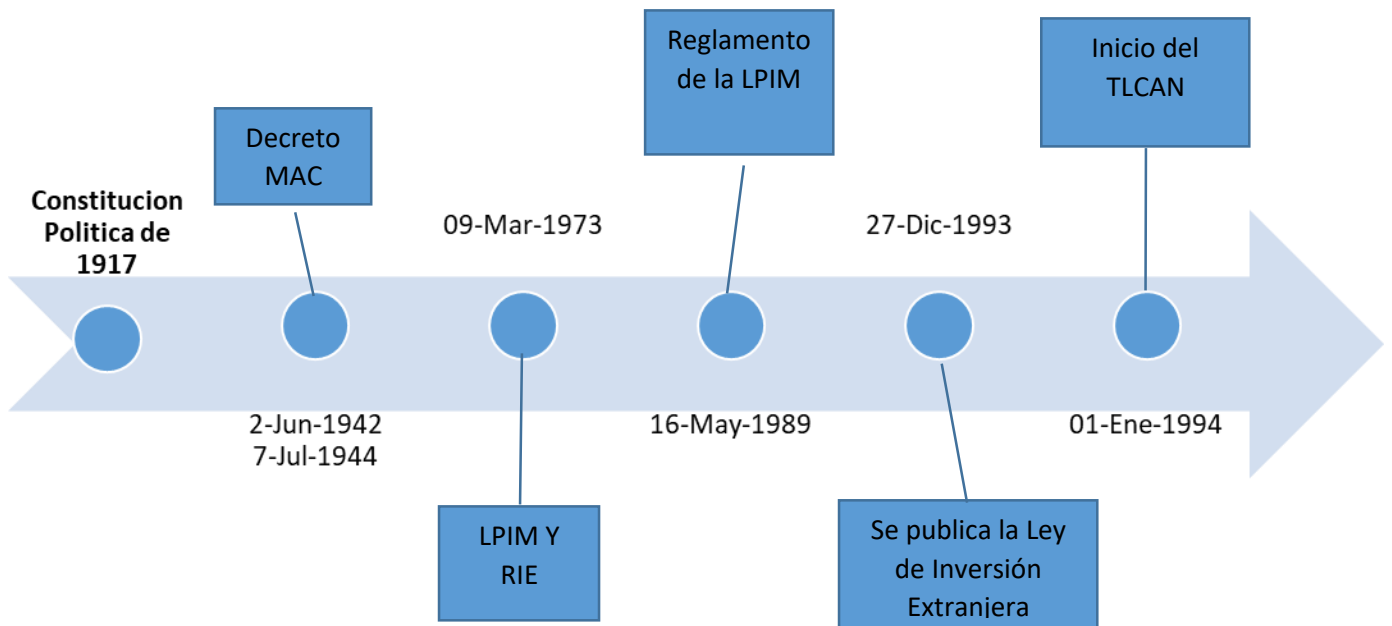 Constitucion
Politica de
1917
Decreto
MAC
2-Jun-1942
7-Jul-1944
09-Mar-1973
LPIM Y
RIE
Reglamento
de la LPIM
16-May-1989
27-Dic-1993
Se publica la Ley
de Inversión
Extranjera
Inicio del
TLCAN
01-Ene-1994